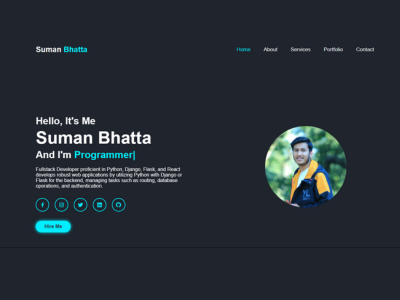 Suman Bhatta
Home About Services Portfolio Contact
Hello, It's Me
Suman Bhatta
And I'm Programmer|
Fullstack Developer proficient in Python, Django, Flask, and React
develops robust web applications by utilizing Python with Django or
Flask for the backend, managing tasks such as routing, database
operations, and authentication.
Hire Me